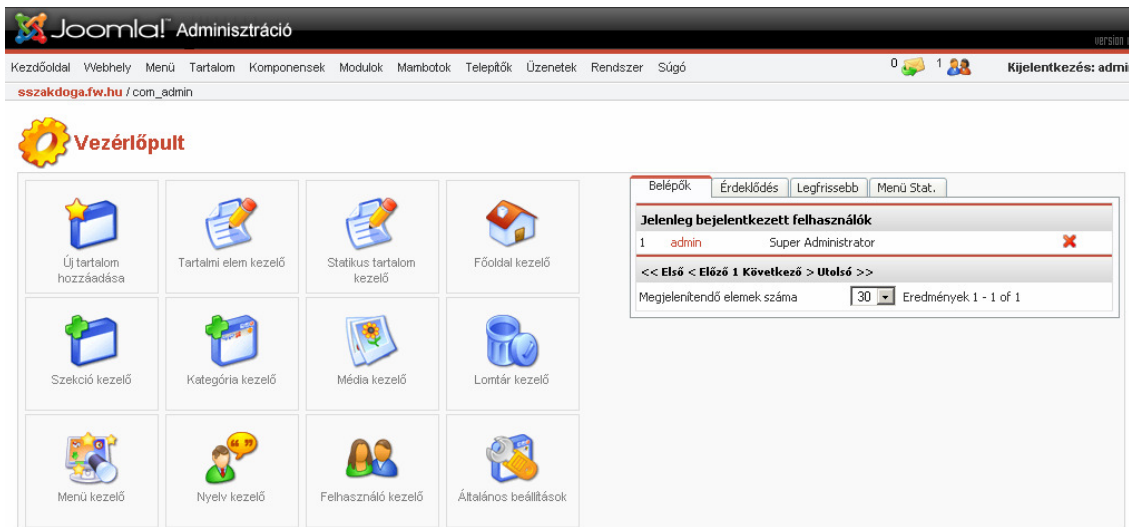 Joomla! Adminisztráció
version
Kezdőoldal Webhely Menü Tartalom Komponensek Modulok Mambotok Telepítők Üzenetek Rendszer Súgó 0 1 Kijelentkezés: admi
sszakdoga.fw.hu / com_admin
Vezérlőpult
Belépők Érdeklődés Legfrissebb Menü Stat.
Jelenleg bejelentkezett felhasználók
1 admin Super Administrator
<< Első < Előző 1 Következő > Utolsó >>
Megjelenítendő elemek száma 30 Eredmények 1 - 1 of 1
Új tartalom
hozzáadása
Tartalmi elem kezelő
Statikus tartalom
kezelő
Főoldal kezelő
Szekció kezelő
Kategória kezelő
Média kezelő
Lomtár kezelő
Menü kezelő
Nyelv kezelő
Felhasználó kezelő
Általános beállítások